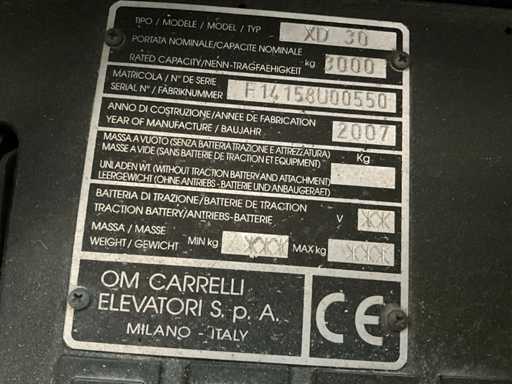 TIPO / MODELE / MODEL / TYP XD 30
PORTATA NOMINALE/CAPACITE NOMINALE
RATED CAPACITY/NENN-TRAGFAEHIGKEIT kg 3000
MATRICOLA / N° DE SERIE
SERIAL N° / FABRIKNUMMER H14158U00550
ANNO DI COSTRUZIONE/ANNEE DE FABRICATION
YEAR OF MANUFACTURE / BAUJAHR 2007
MASSA A VUOTO (SENZA BATTERIA TRAZIONE E ATTREZZATURA) Kg
MASSE A VIDE (SANS BATTERIE DE TRACTION ET EQUIPMENT)
UNLADEN WT. (WITHOUT TRACTION BATTERY AND ATTACHMENT)
LEERGEWICHT (OHNE ANTRIEBS - BATTERIE UND ANBAUGERAET)
BATTERIA DI TRAZIONE/BATTERIE DE TRACTION
TRACTION BATTERY/ANTRIEBS-BATTERIE V XX
MASSA / MASSE
WEIGHT / GEWICHT MIN kg XXXX MAX kg XXXX
OM CARRELLI
ELEVATORI S. p A.
MILANO - ITALY
CE